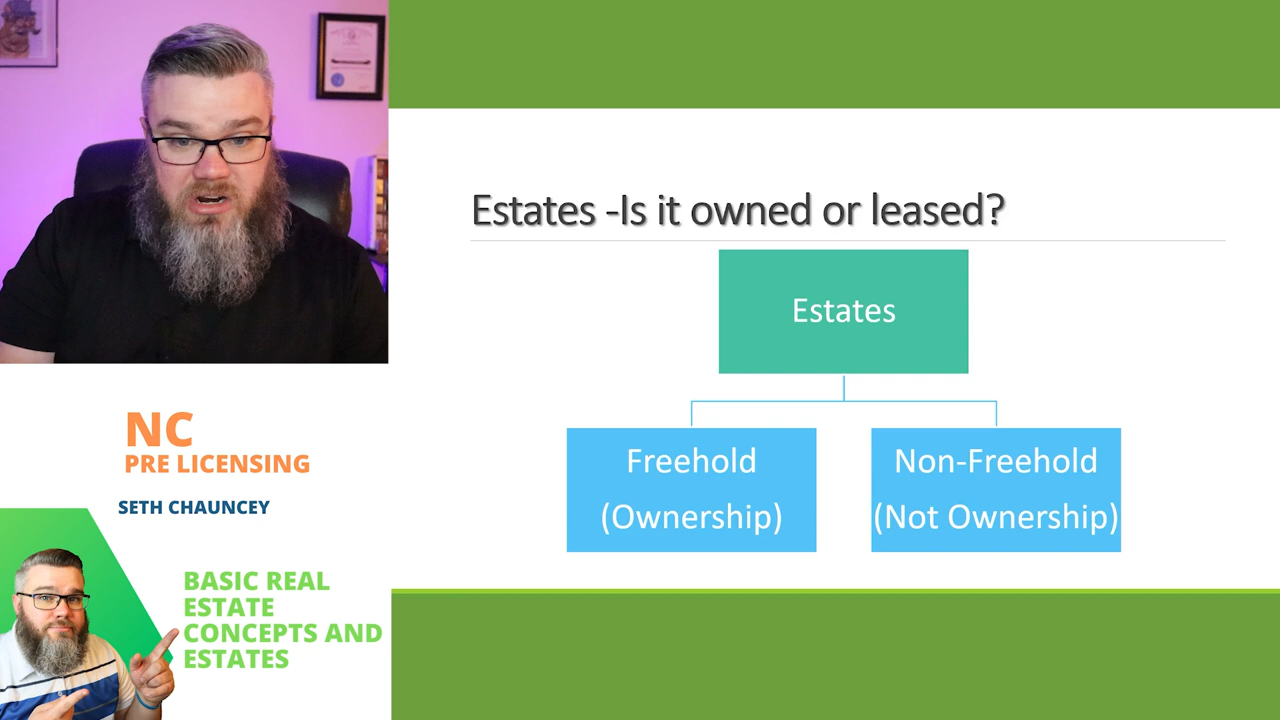 NC
PRE LICENSING
SETH CHAUNCEY
BASIC REAL
ESTATE
CONCEPTS AND
ESTATES
Estates -Is it owned or leased?
Estates
Freehold
(Ownership)
Non-Freehold
(Not Ownership)